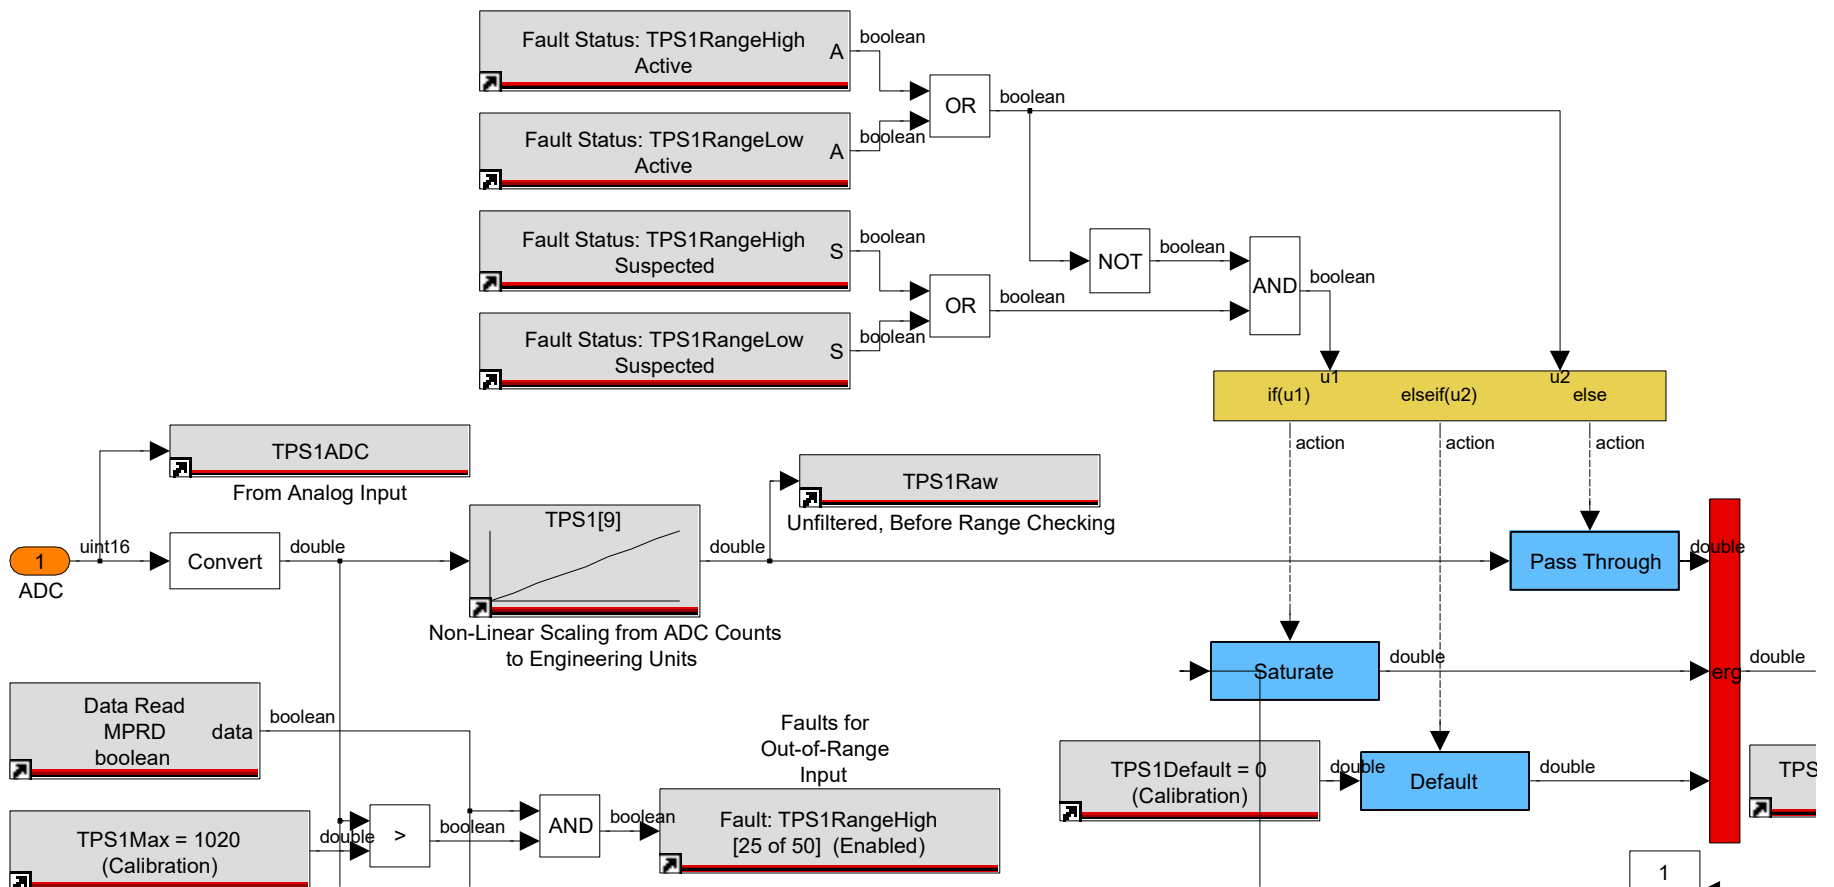 Fault Status: TPS1RangeHigh
Active
A
boolean
Fault Status: TPS1RangeLow
Active
A
boolean
OR
boolean
Fault Status: TPS1RangeHigh
Suspected
S
boolean
Fault Status: TPS1RangeLow
Suspected
S
boolean
OR
boolean
NOT
boolean
AND
boolean
u1
u2
if(u1)
elseif(u2)
else
action
action
action
TPS1ADC
From Analog Input
1
ADC
uint16
Convert
double
TPS1[9]
Non-Linear Scaling from ADC Counts
to Engineering Units
double
TPS1Raw
Unfiltered, Before Range Checking
Pass Through
double
Saturate
double
erg
double
Data Read
MPRD
boolean
data
boolean
TPS1Max = 1020
(Calibration)
double
>
boolean
AND
boolean
Faults for
Out-of-Range
Input
Fault: TPS1RangeHigh
[25 of 50] (Enabled)
TPS1Default = 0
(Calibration)
double
Default
double
TPS
1